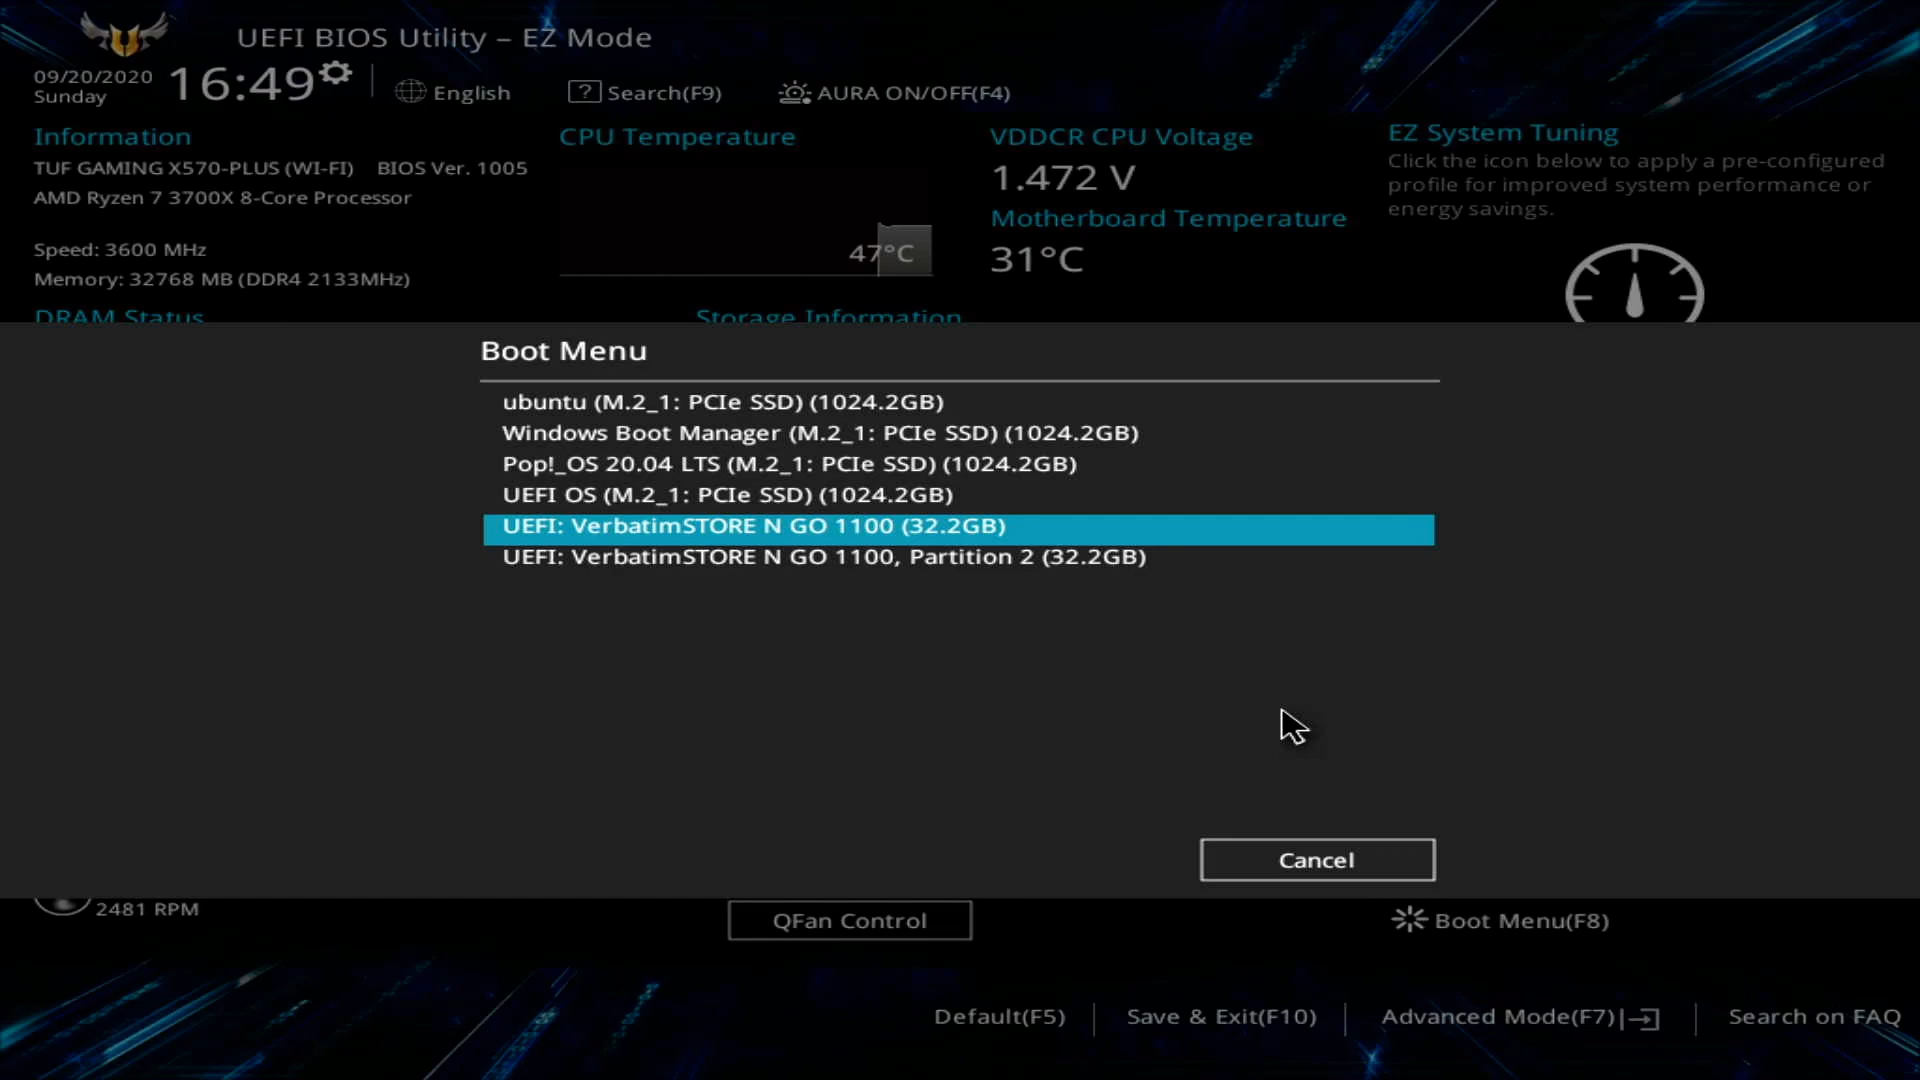 UEFI BIOS Utility – EZ Mode
09/20/2020
Sunday
16:49
English
? Search(F9)
AURA ON/OFF(F4)
Information
TUF GAMING X570-PLUS (WI-FI) BIOS Ver. 1005
AMD Ryzen 7 3700X 8-Core Processor
Speed: 3600 MHz
Memory: 32768 MB (DDR4 2133MHz)
CPU Temperature
47°C
VDDCR CPU Voltage
1.472 V
Motherboard Temperature
31°C
EZ System Tuning
Click the icon below to apply a pre-configured
profile for improved system performance or
energy savings.
DRAM Status
Storage Information
Boot Menu
ubuntu (M.2_1: PCIe SSD) (1024.2GB)
Windows Boot Manager (M.2_1: PCIe SSD) (1024.2GB)
Pop!_OS 20.04 LTS (M.2_1: PCIe SSD) (1024.2GB)
UEFI OS (M.2_1: PCIe SSD) (1024.2GB)
UEFI: VerbatimSTORE N GO 1100 (32.2GB)
UEFI: VerbatimSTORE N GO 1100, Partition 2 (32.2GB)
Cancel
2481 RPM
QFan Control
Boot Menu(F8)
Default(F5)
Save & Exit(F10)
Advanced Mode(F7)
Search on FAQ